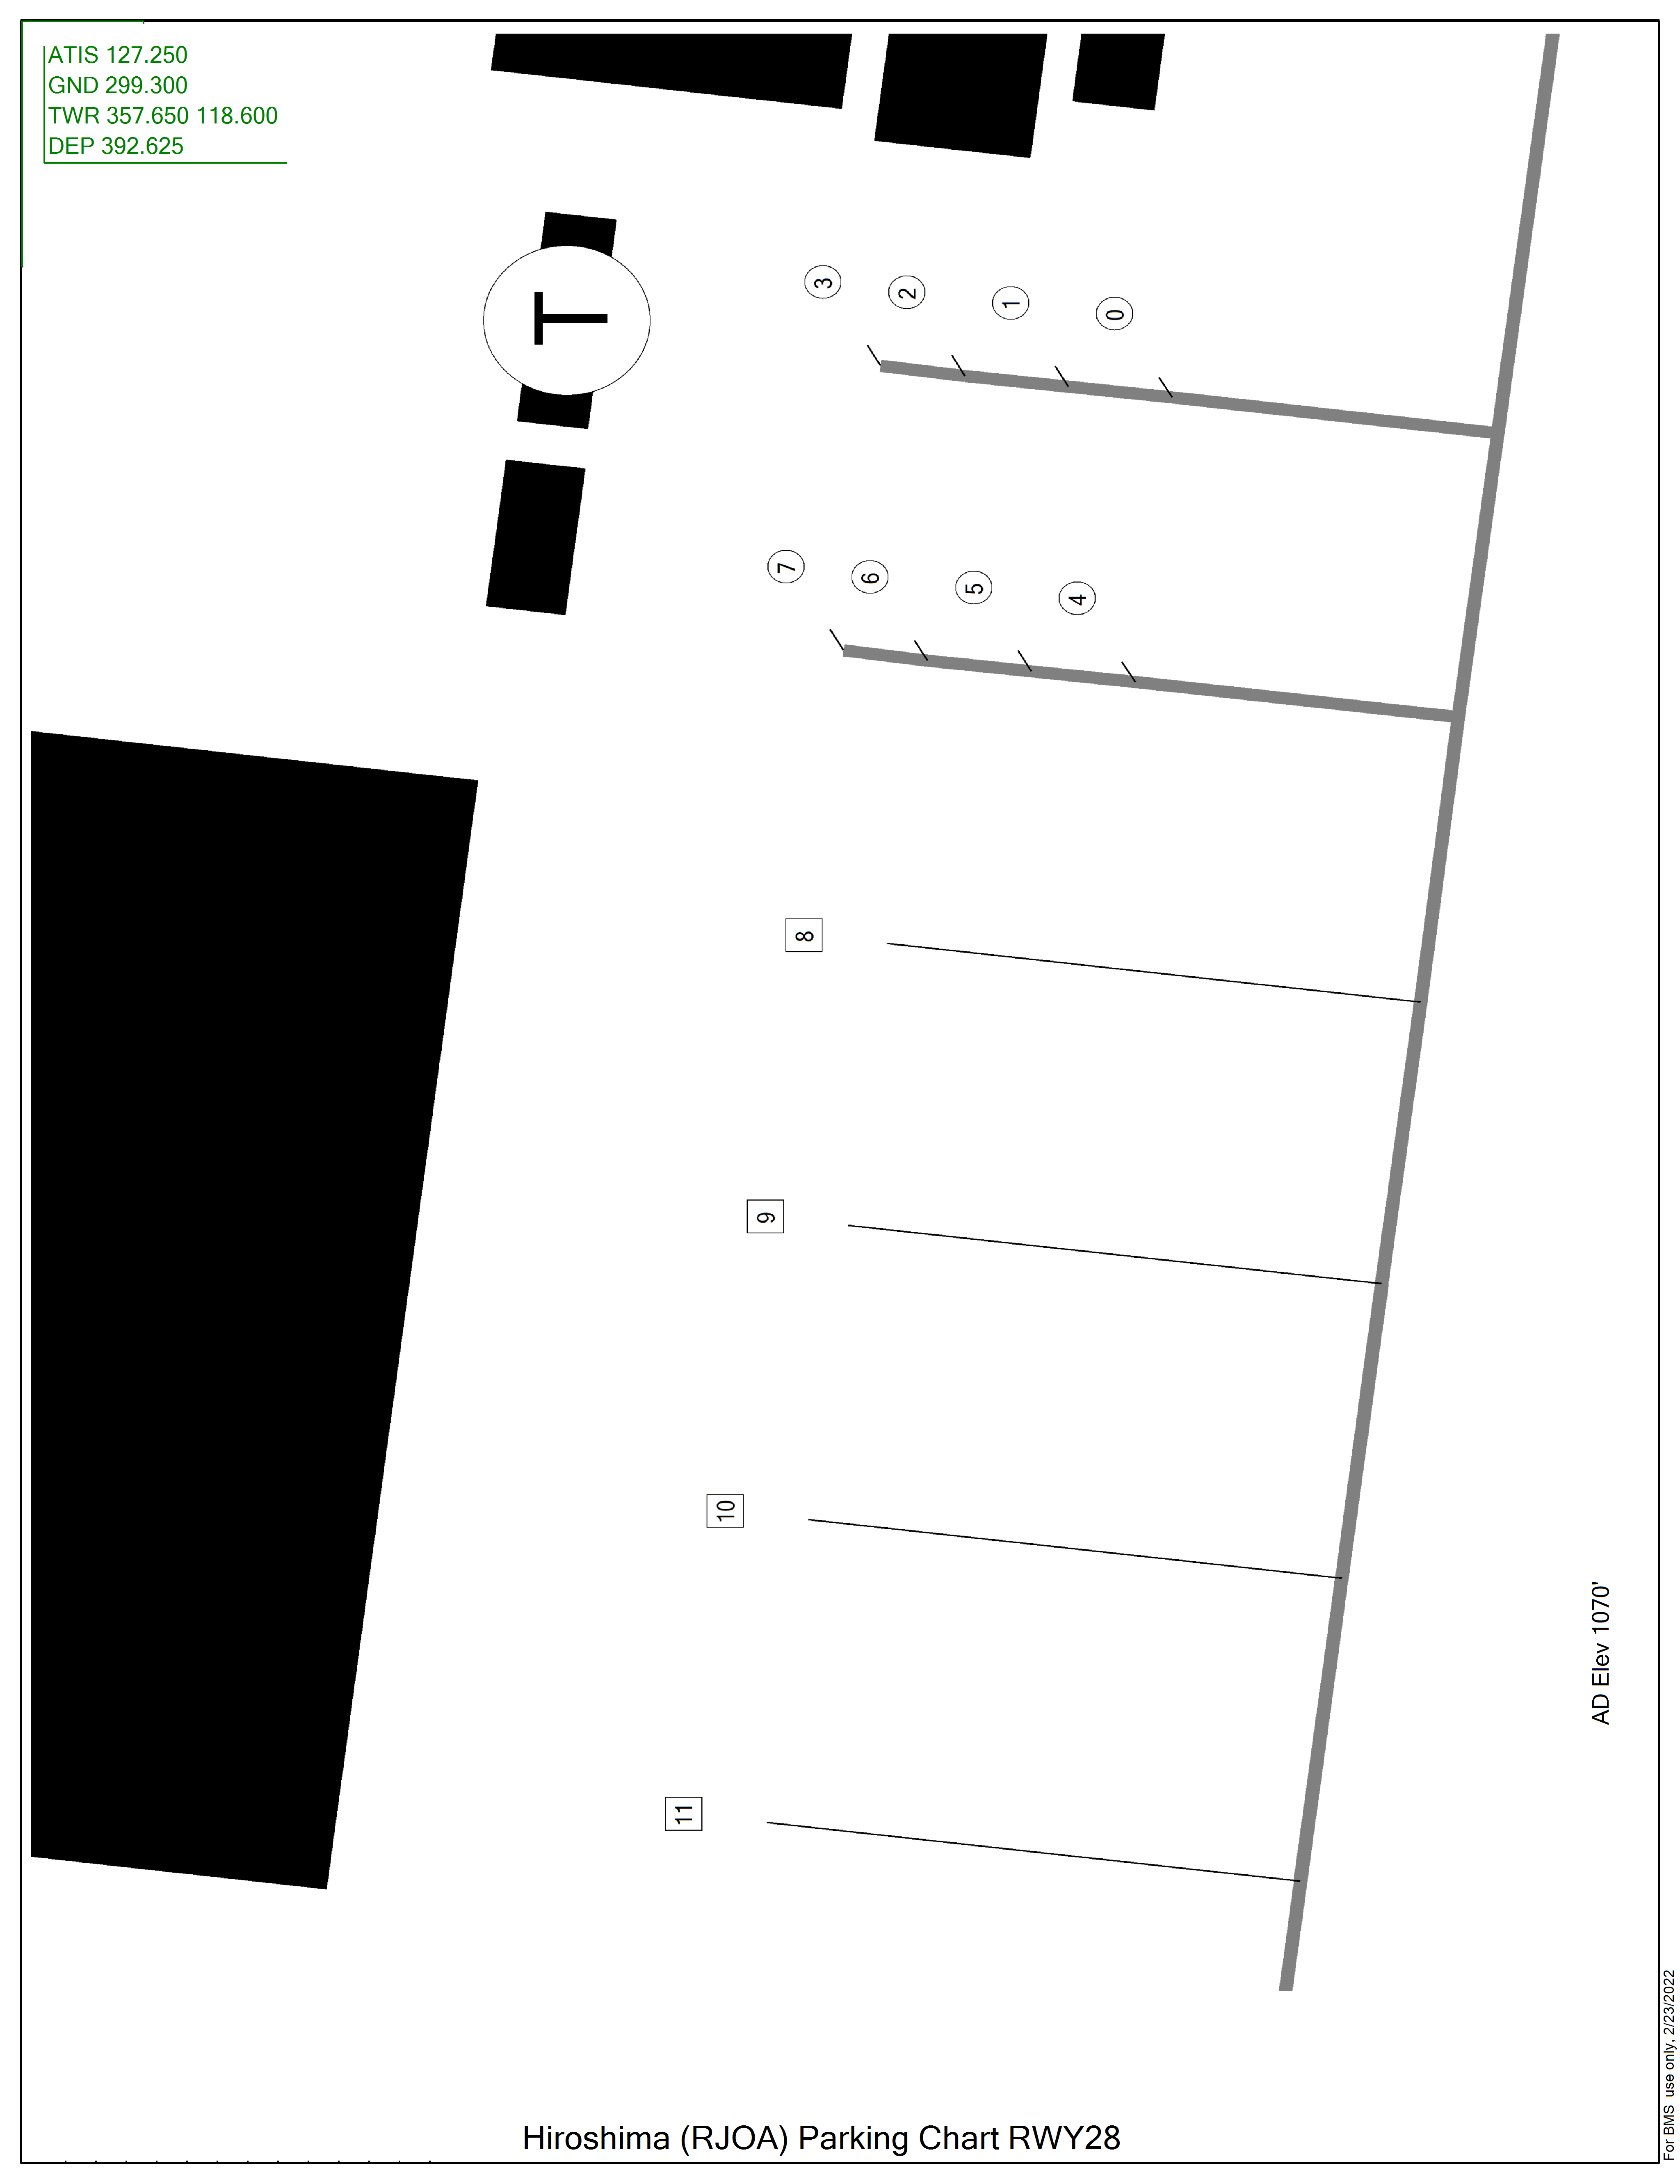 ATIS 127.250
GND 299.300
TWR 357.650 118.600
DEP 392.625
T
3
2
1
0
7
6
5
4
8
9
10
11
AD Elev 1070'
For BMS use only, 2/23/2022
Hiroshima (RJOA) Parking Chart RWY28